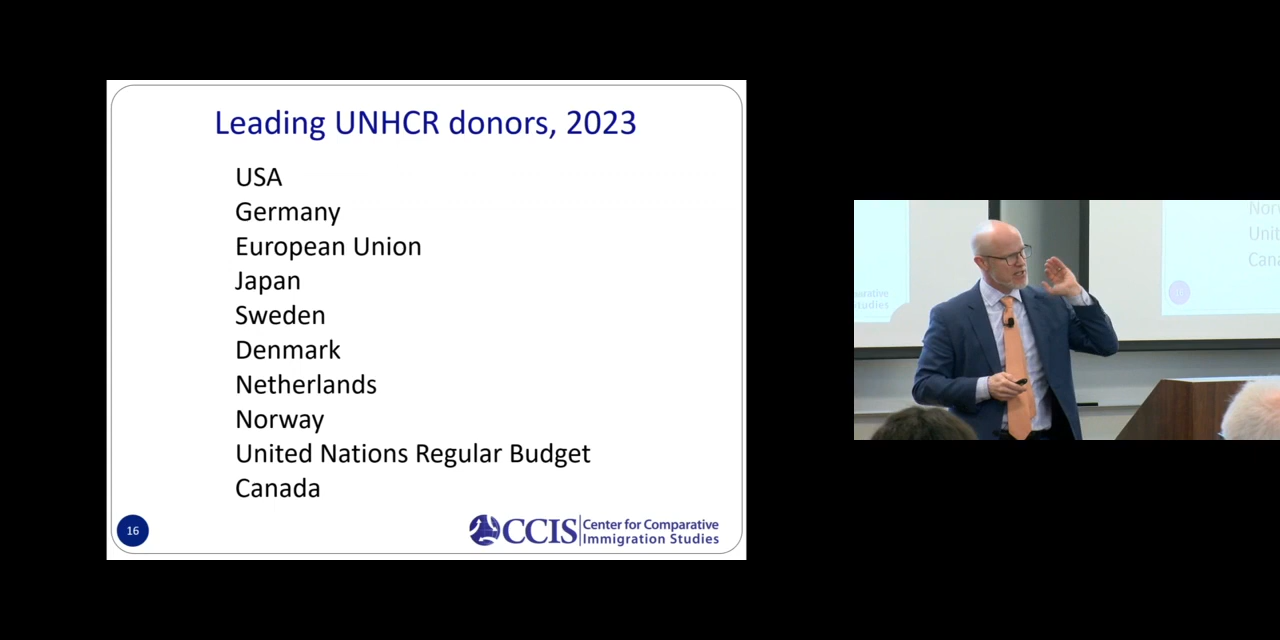 Leading UNHCR donors, 2023
USA
Germany
European Union
Japan
Sweden
Denmark
Netherlands
Norway
United Nations Regular Budget
Canada
16
CCIS Center for Comparative
Immigration Studies